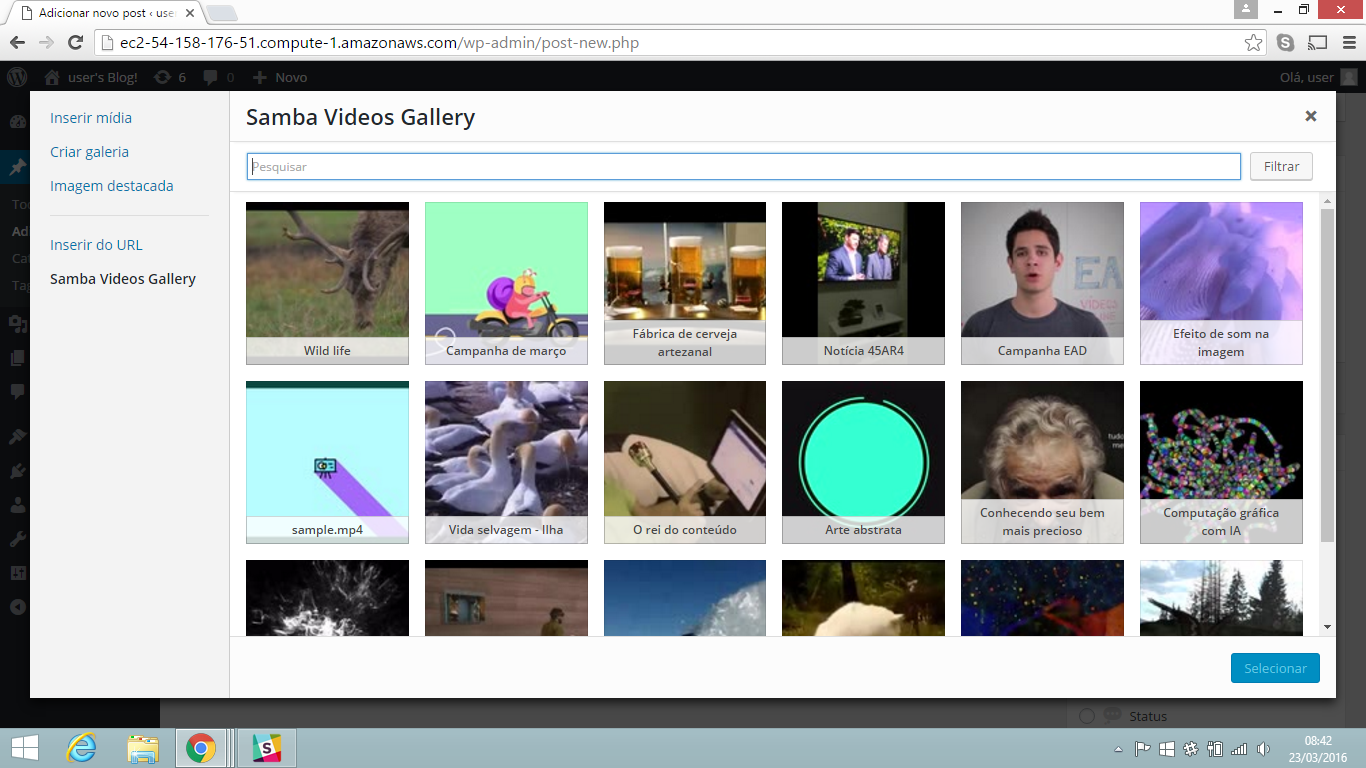 Adicionar novo post ‹ use
ec2-54-158-176-51.compute-1.amazonaws.com/wp-admin/post-new.php
user's Blog!
6
0
Novo
Olá, user
Inserir mídia
Criar galeria
Imagem destacada
Inserir do URL
Samba Videos Gallery
Samba Videos Gallery
Pesquisar
Filtrar
Wild life
Campanha de março
Fábrica de cerveja
artezanal
Notícia 45AR4
EAD
VIDEOS
Campanha EAD
Efeito de som na
imagem
sample.mp4
Vida selvagem - Ilha
O rei do conteúdo
Arte abstrata
tudo
Conhecendo seu bem
mais precioso
Computação gráfica
com IA
Selecionar
Status
08:42
23/03/2016